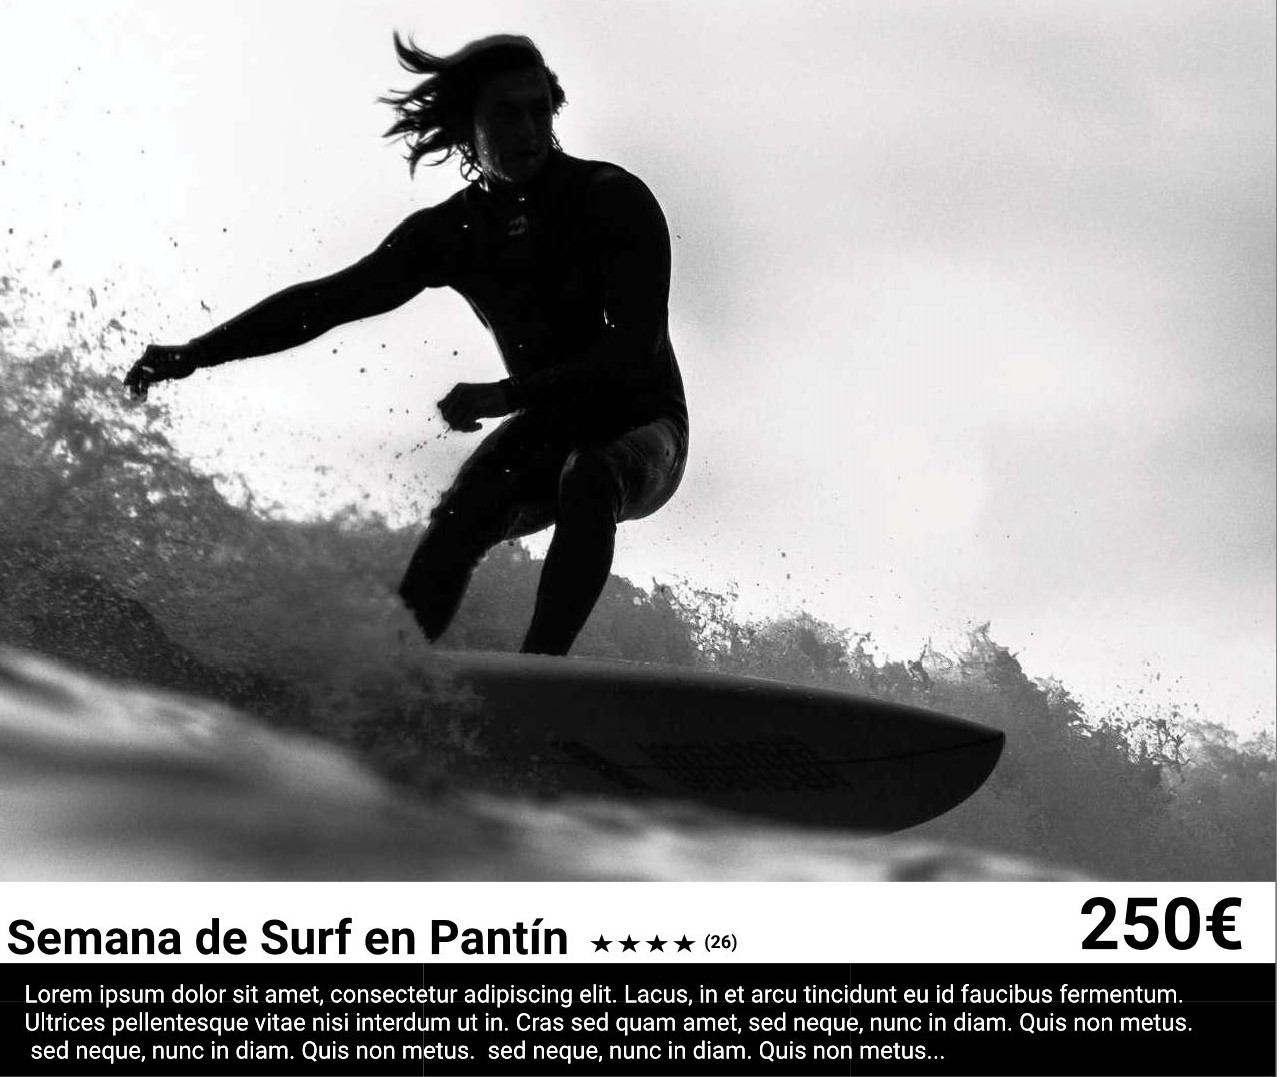 Semana de Surf en Pantín ★★★★ (26)
250€
Lorem ipsum dolor sit amet, consectetur adipiscing elit. Lacus, in et arcu tincidunt eu id faucibus fermentum.
Ultrices pellentesque vitae nisi interdum ut in. Cras sed quam amet, sed neque, nunc in diam. Quis non metus.
sed neque, nunc in diam. Quis non metus.  sed neque, nunc in diam. Quis non metus...